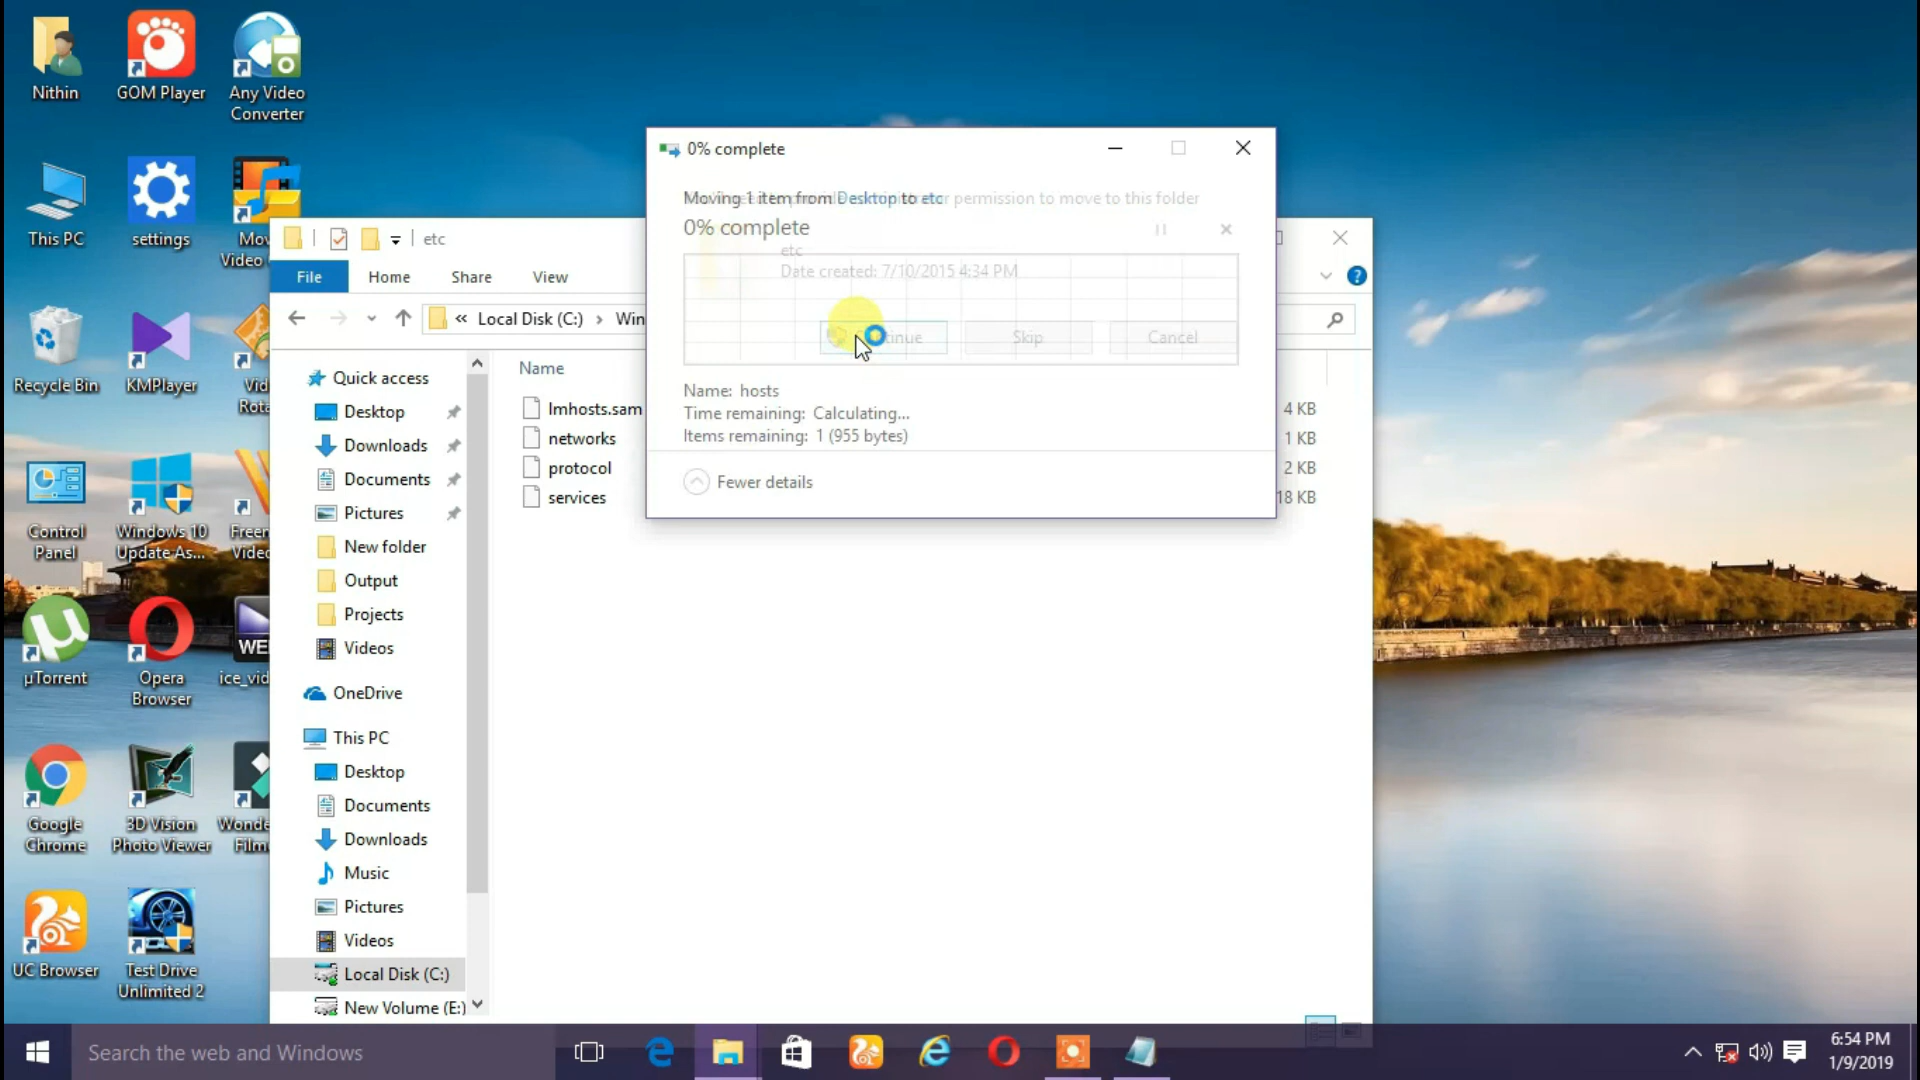 Nithin
GOM Player
Any Video
Converter
This PC
settings
Mov
Video
Recycle Bin
KMPlayer
Vid
Rota
Control
Panel
Windows 10
Update As...
Freem
Video
µTorrent
Opera
Browser
WE
ice_vid
Google
Chrome
3D Vision
Photo Viewer
Wonde
Film
UC Browser
Test Drive
Unlimited 2
etc
File
Home
Share
View
« Local Disk (C:) > Win
Name
Quick access
Desktop
Downloads
Documents
Pictures
New folder
Output
Projects
Videos
OneDrive
This PC
Desktop
Documents
Downloads
Music
Pictures
Videos
Local Disk (C:)
New Volume (E:)
lmhosts.sam
networks
protocol
services
4 KB
1 KB
2 KB
18 KB
0% complete
Moving 1 item from Desktop to etc
permission to move to this folder
0% complete
etc
Date created: 7/10/2015 4:34 PM
Skip
Cancel
Name: hosts
Time remaining: Calculating...
Items remaining: 1 (955 bytes)
Fewer details
Search the web and Windows
6:54 PM
1/9/2019